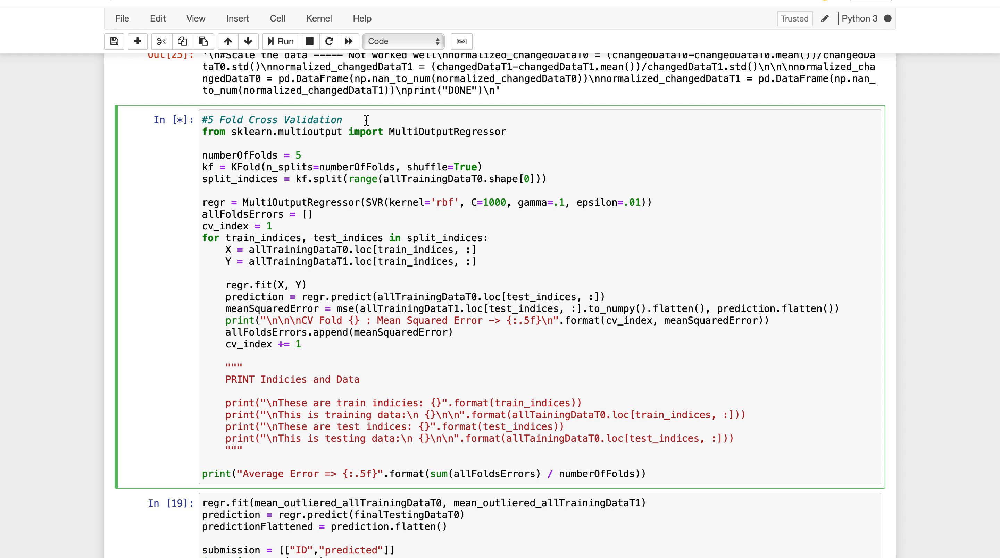 File Edit View Insert Cell Kernel Help Trusted Python 3
Run Code
Out[25]: '\n#Scale the data ----- Not worked well\nnormalized_changedDataT0 = (changedDataT0-changedDataT0.mean())/changedDa
taT0.std()\nnormalized_changedDataT1 = (changedDataT1-changedDataT1.mean())/changedDataT1.std()\n\n\nnormalized_cha
ngedDataT0 = pd.DataFrame(np.nan_to_num(normalized_changedDataT0))\nnormalized_changedDataT1 = pd.DataFrame(np.nan_
to_num(normalized_changedDataT1))\nprint("DONE")\n'
In [*]: #5 Fold Cross Validation
from sklearn.multioutput import MultiOutputRegressor
numberOfFolds = 5
kf = KFold(n_splits=numberOfFolds, shuffle=True)
split_indices = kf.split(range(allTrainingDataT0.shape[0]))
regr = MultiOutputRegressor(SVR(kernel='rbf', C=1000, gamma=.1, epsilon=.01))
allFoldsErrors = []
cv_index = 1
for train_indices, test_indices in split_indices:
    X = allTrainingDataT0.loc[train_indices, :]
    Y = allTrainingDataT1.loc[train_indices, :]
    regr.fit(X, Y)
    prediction = regr.predict(allTrainingDataT0.loc[test_indices, :])
    meanSquaredError = mse(allTrainingDataT1.loc[test_indices, :].to_numpy().flatten(), prediction.flatten())
    print("\n\n\nCV Fold {} : Mean Squared Error -> {:.5f}\n".format(cv_index, meanSquaredError))
    allFoldsErrors.append(meanSquaredError)
    cv_index += 1
    """
    PRINT Indicies and Data
    print("\nThese are train indicies: {}".format(train_indices))
    print("\nThis is training data:\n {}\n\n".format(allTainingDataT0.loc[train_indices, :]))
    print("\nThese are test indices: {}".format(test_indices))
    print("\nThis is testing data:\n {}\n\n".format(allTainingDataT0.loc[test_indices, :]))
    """
print("Average Error => {:.5f}".format(sum(allFoldsErrors) / numberOfFolds))
In [19]: regr.fit(mean_outliered_allTrainingDataT0, mean_outliered_allTrainingDataT1)
prediction = regr.predict(finalTestingDataT0)
predictionFlattened = prediction.flatten()
submission = [["ID","predicted"]]